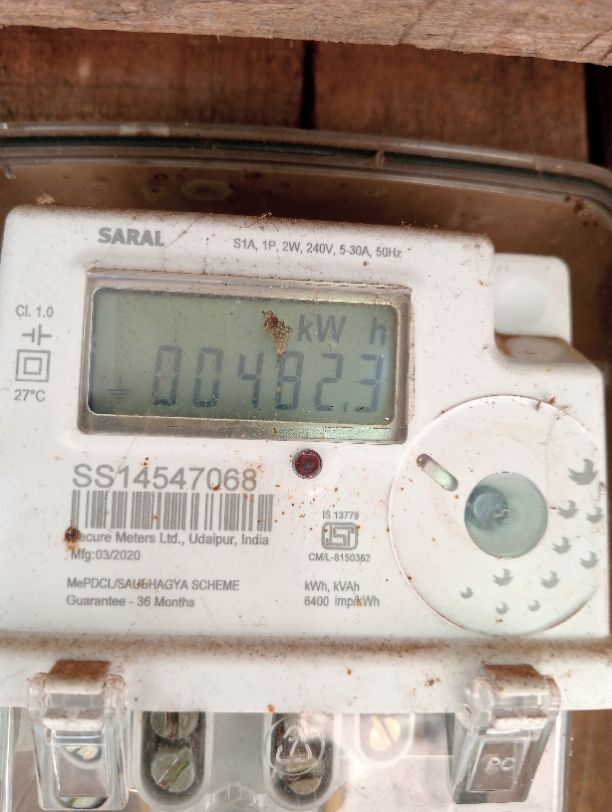 SARAL
S1A, 1P, 2W, 240V, 5-30A, 50Hz
Cl. 1.0
27°C
kW h
00482.3
SS14547068
Secure Meters Ltd., Udaipur, India
Mfg:03/2020
IS 13779
ISI
CM/L-8150362
MePDCL/SAUBHAGYA SCHEME
Guarantee - 36 Months
kWh, kVAh
6400 imp/kWh
PC